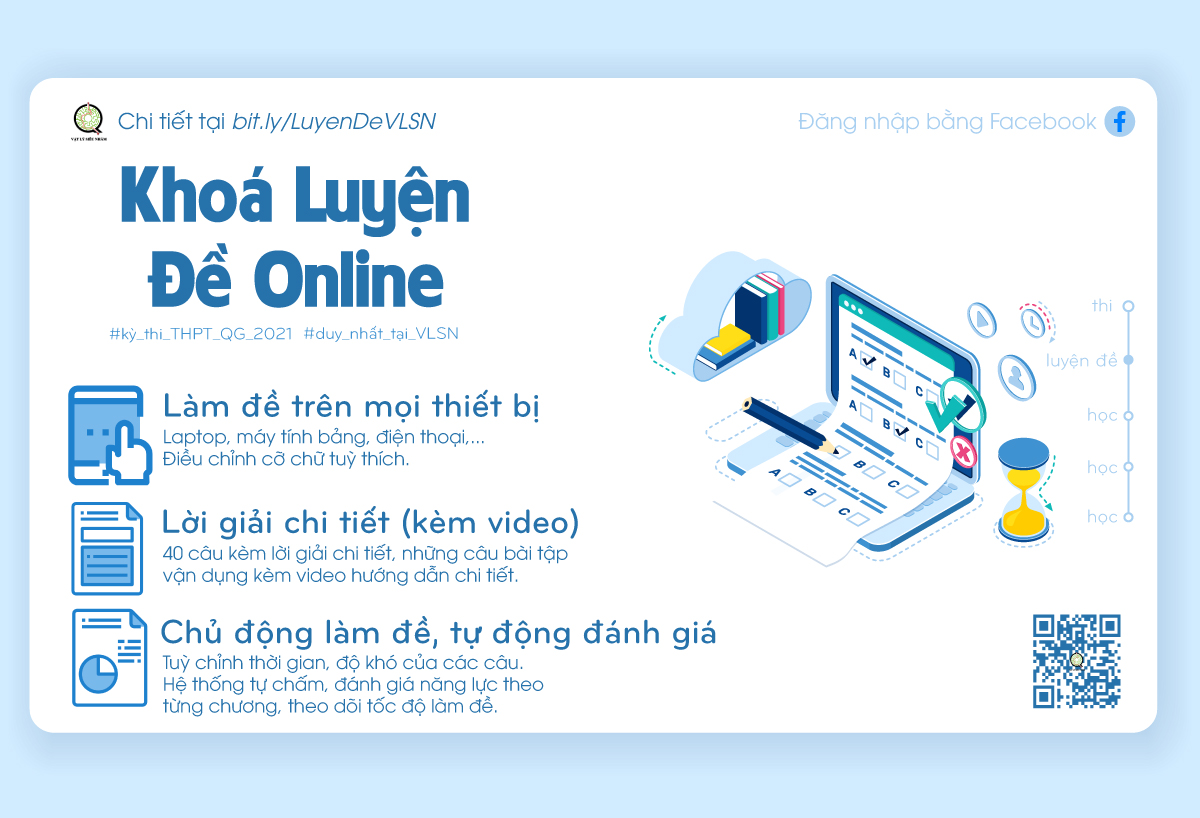 VẬT LÝ SIÊU NHÂM
Chi tiết tại bit.ly/LuyenDeVLSN
Đăng nhập bằng Facebook
Khoá Luyện
Đề Online
#kỳ_thi_THPT_QG_2021 #duy_nhất_tại_VLSN
Làm đề trên mọi thiết bị
Laptop, máy tính bảng, điện thoại,...
Điều chỉnh cỡ chữ tuỳ thích.
Lời giải chi tiết (kèm video)
40 câu kèm lời giải chi tiết, những câu bài tập
vận dụng kèm video hướng dẫn chi tiết.
Chủ động làm đề, tự động đánh giá
Tuỳ chỉnh thời gian, độ khó của các câu.
Hệ thống tự chấm, đánh giá năng lực theo
từng chương, theo dõi tốc độ làm đề.
A B C
A B C
B C
A B C
thi
luyện đề
học
học
học